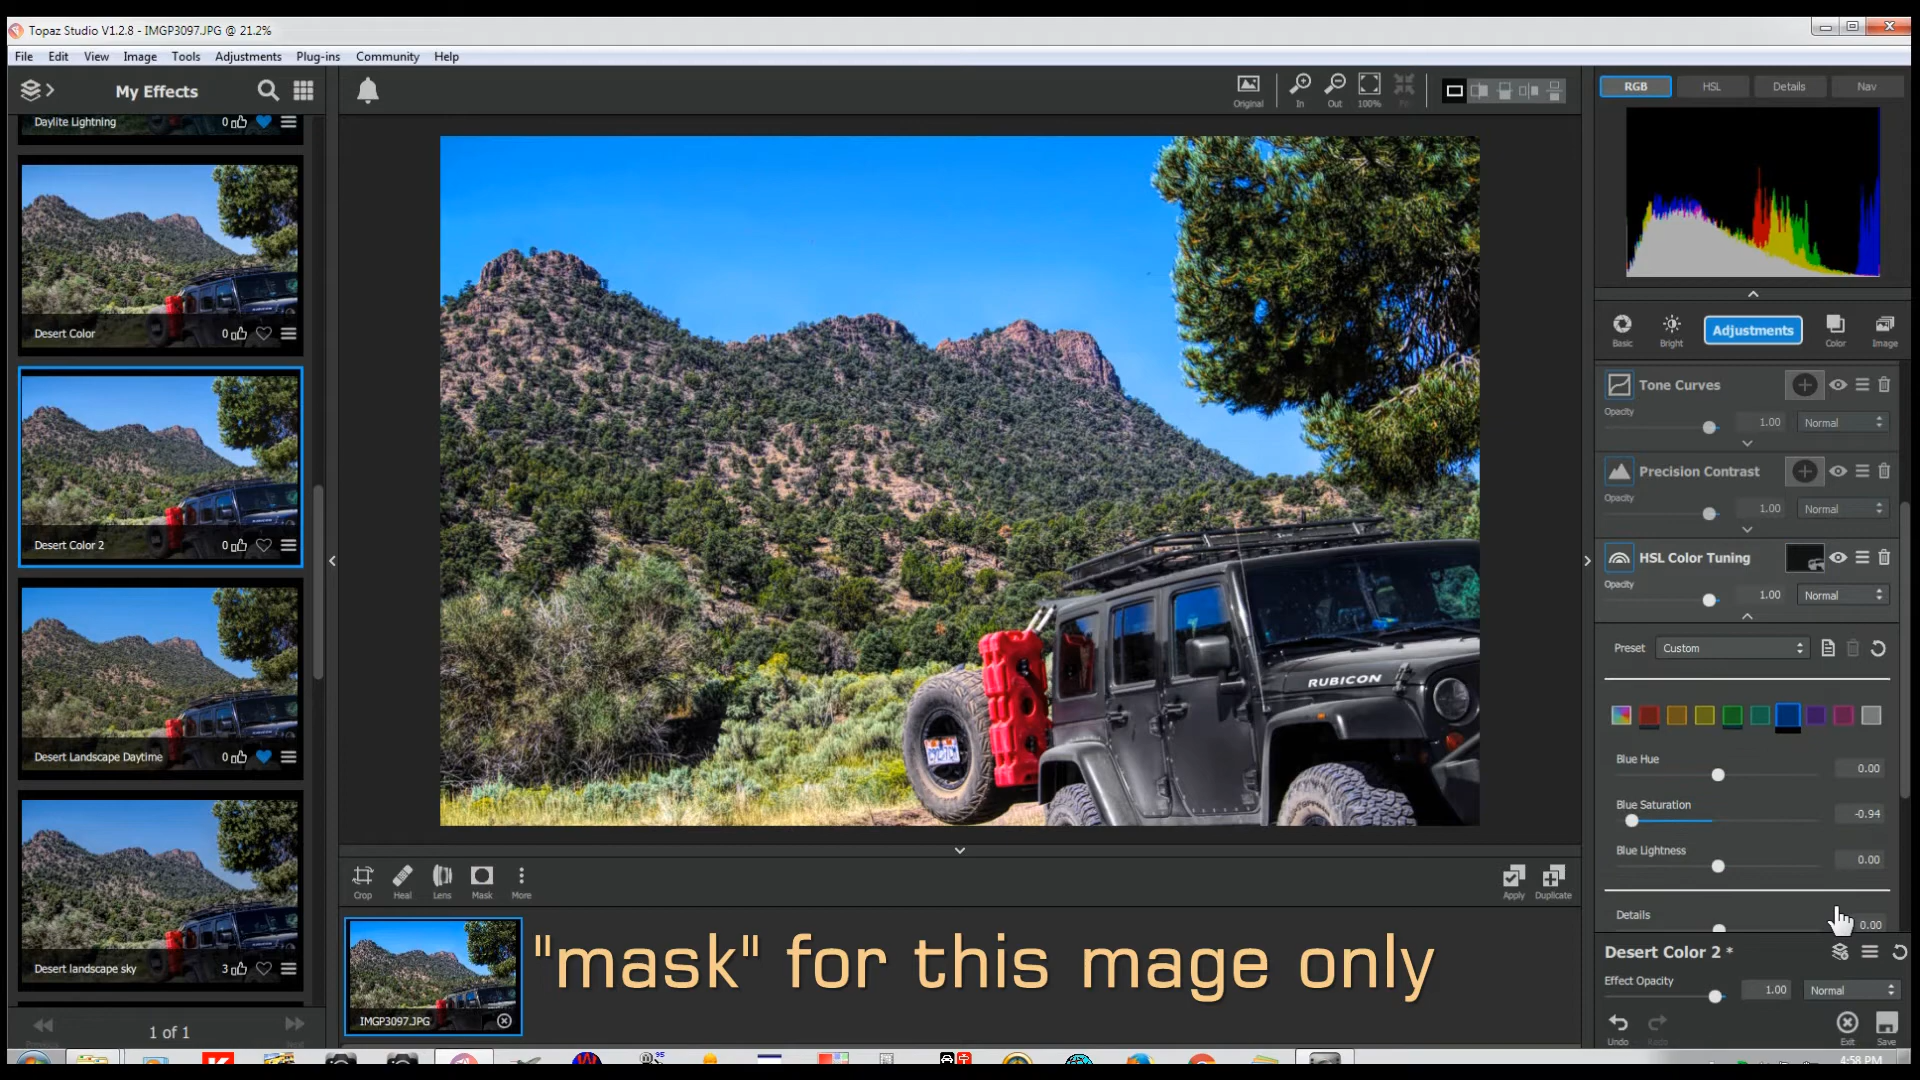 Topaz Studio V1.2.8 - IMGP3097.JPG @ 21.2%
File Edit View Image Tools Adjustments Plug-ins Community Help
My Effects
Original In Out 100%
RGB HSL Details Nav
Daylite Lightning 0
Desert Color 0
Desert Color 2 0
Desert Landscape Daytime 0
Desert landscape sky 3
1 of 1
RUBICON
Basic Bright Adjustments Color Image
Tone Curves
Opacity 1.00 Normal
Precision Contrast
Opacity 1.00 Normal
HSL Color Tuning
Opacity 1.00 Normal
Preset Custom
Blue Hue 0.00
Blue Saturation -0.94
Blue Lightness 0.00
Details 0.00
Desert Color 2 *
Effect Opacity 1.00 Normal
Undo Redo Exit Save
Crop Heal Lens Mask More Apply Duplicate
IMGP3097.JPG
"mask" for this mage only
4:58 PM